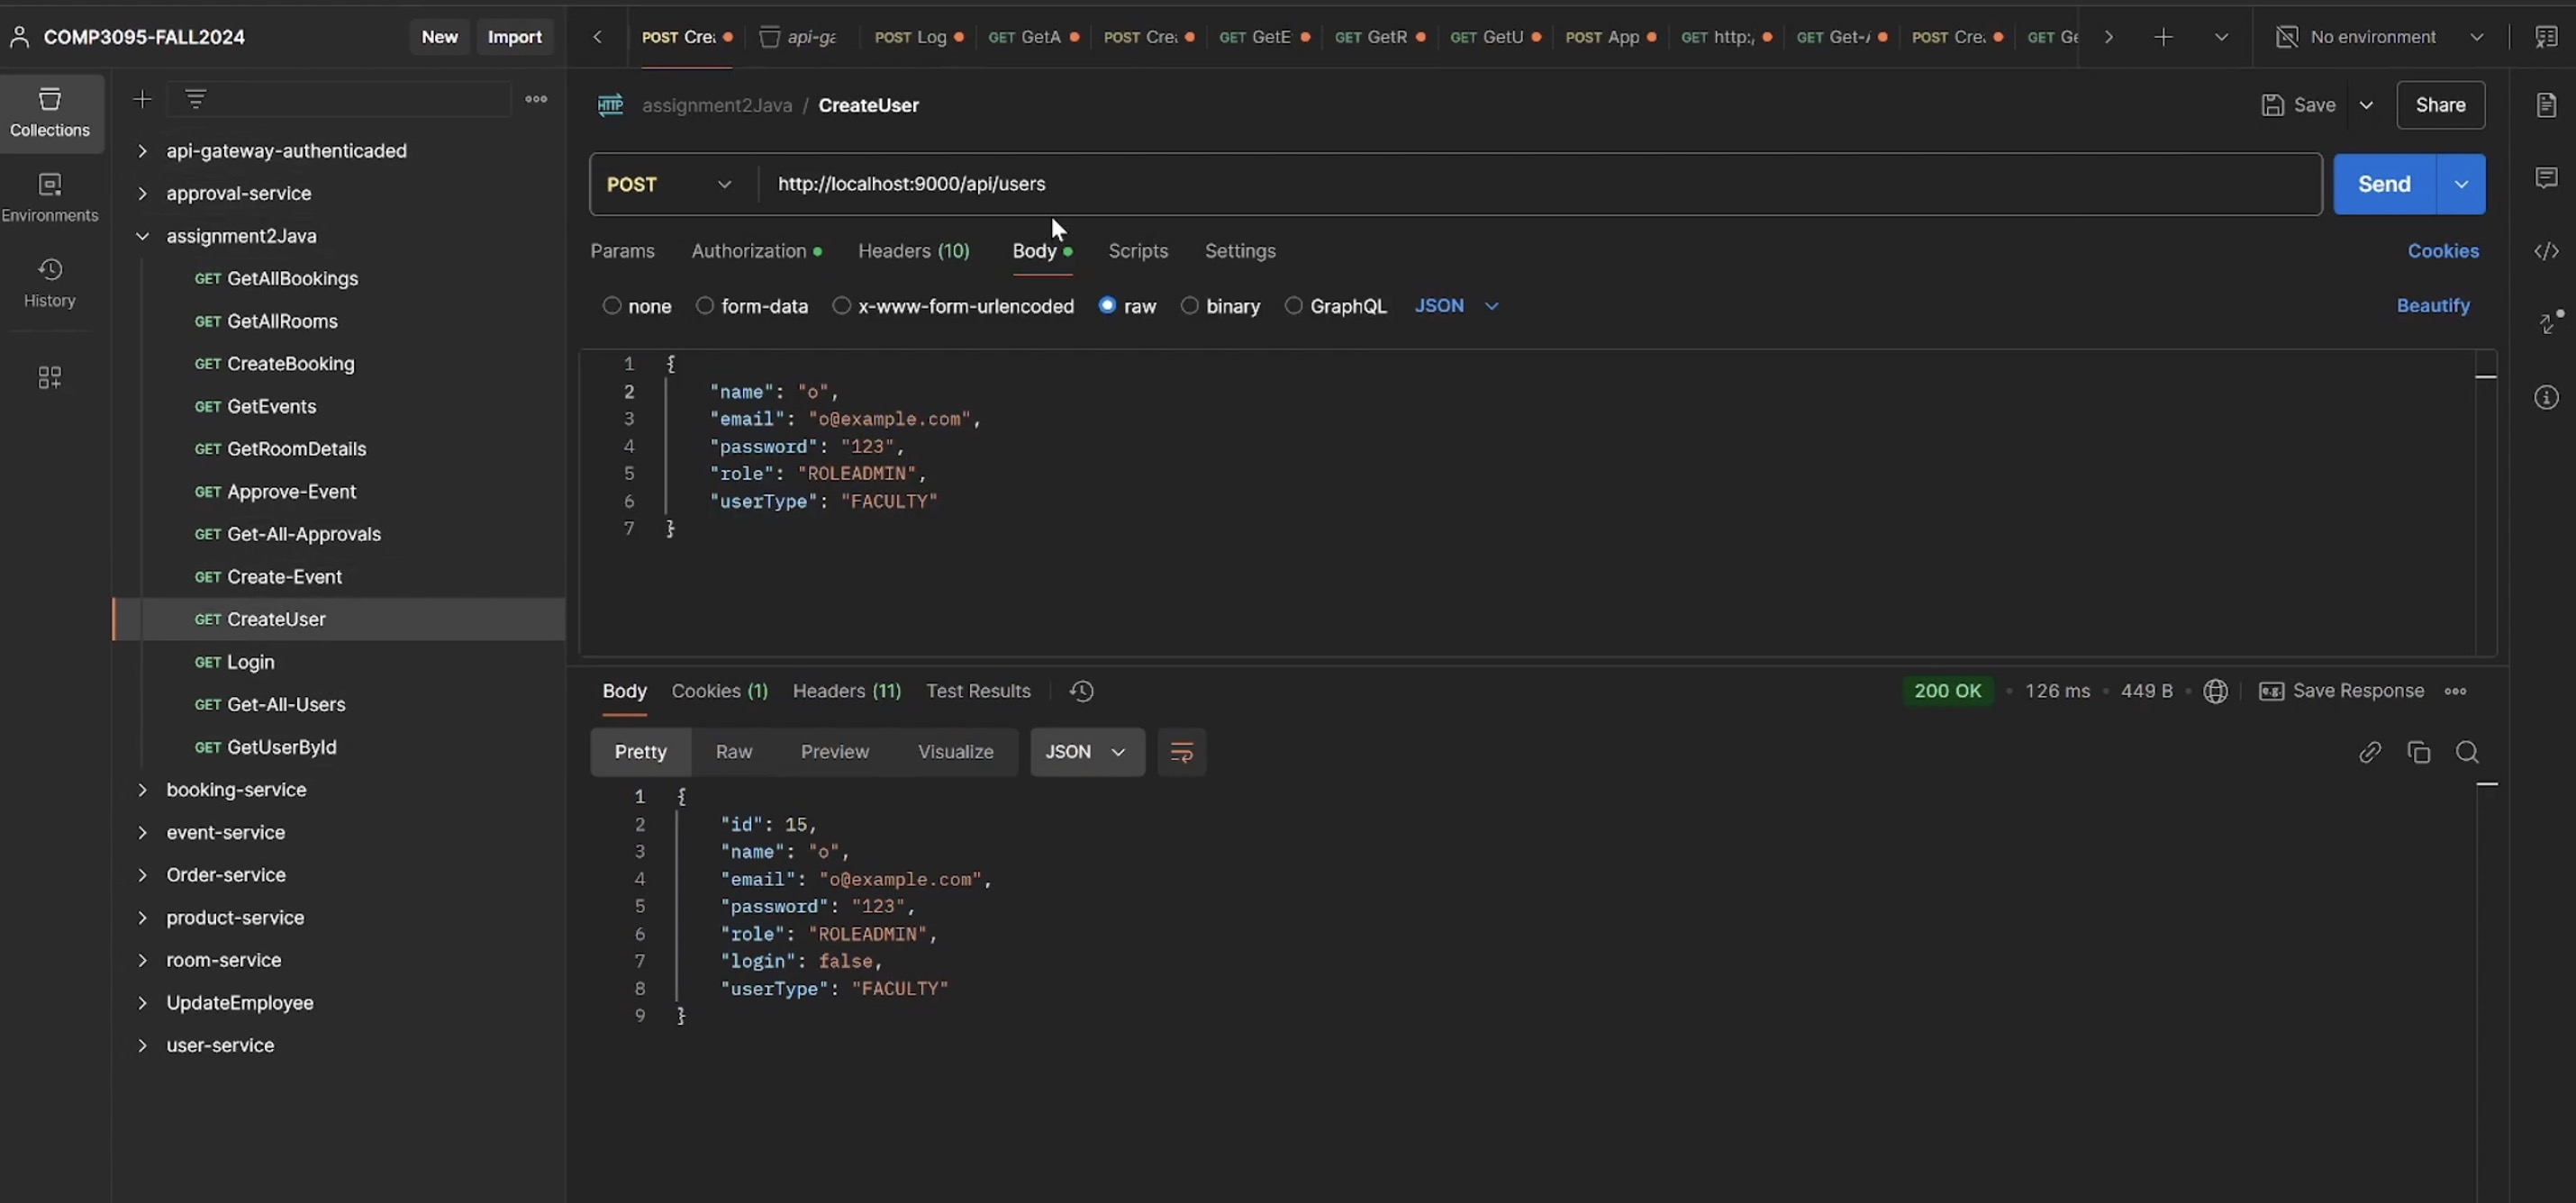 COMP3095-FALL2024
New
Import
POST Cre
api-ga
POST Log
GET GetA
POST Cre
GET GetE
GET GetR
GET GetU
POST App
GET http:/
GET Get-A
POST Cre
GET Ge
No environment
Collections
Environments
History
api-gateway-authenticaded
approval-service
assignment2Java
GET GetAllBookings
GET GetAllRooms
GET CreateBooking
GET GetEvents
GET GetRoomDetails
GET Approve-Event
GET Get-All-Approvals
GET Create-Event
GET CreateUser
GET Login
GET Get-All-Users
GET GetUserById
booking-service
event-service
Order-service
product-service
room-service
UpdateEmployee
user-service
HTTP assignment2Java / CreateUser
Save
Share
POST http://localhost:9000/api/users
Send
Params Authorization Headers (10) Body Scripts Settings
Cookies
none form-data x-www-form-urlencoded raw binary GraphQL JSON
Beautify
1 {
2 "name": "o",
3 "email": "o@example.com",
4 "password": "123",
5 "role": "ROLEADMIN",
6 "userType": "FACULTY"
7 }
Body Cookies (1) Headers (11) Test Results
200 OK • 126 ms • 449 B
e.g. Save Response
Pretty Raw Preview Visualize JSON
1 {
2 "id": 15,
3 "name": "o",
4 "email": "o@example.com",
5 "password": "123",
6 "role": "ROLEADMIN",
7 "login": false,
8 "userType": "FACULTY"
9 }